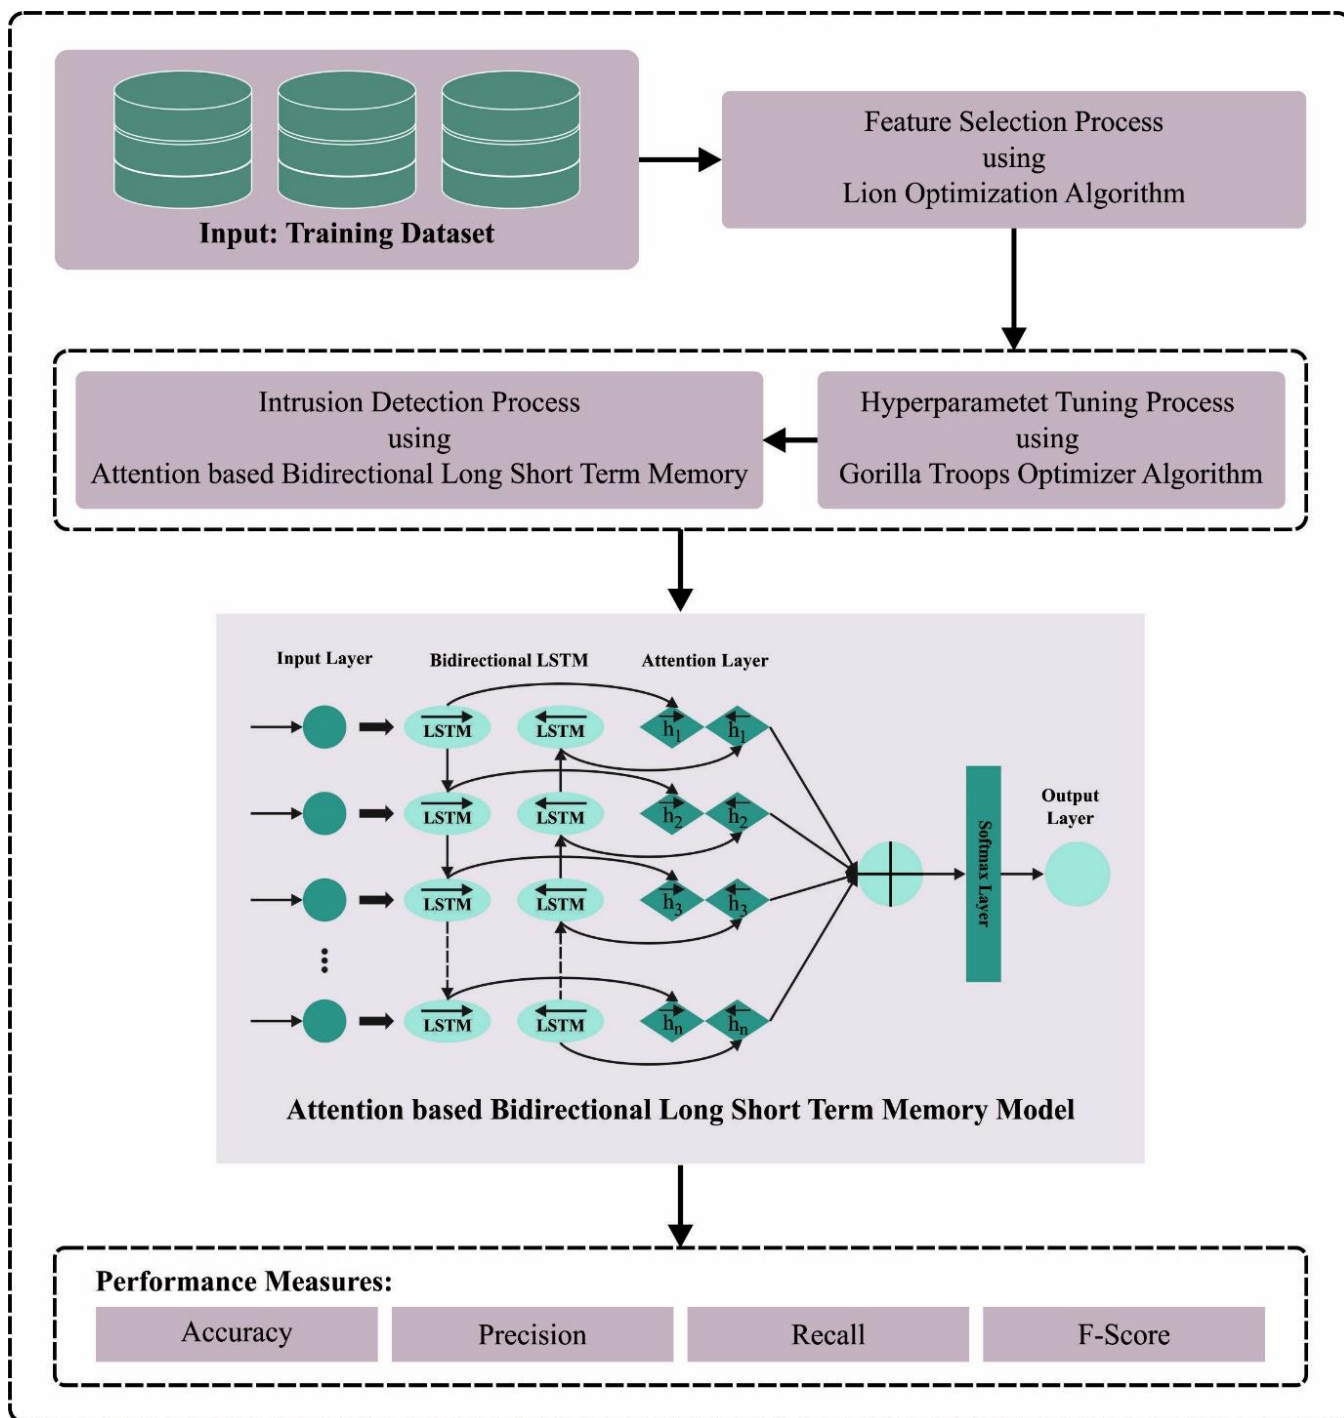 Input: Training Dataset
Feature Selection Process
using
Lion Optimization Algorithm
Intrusion Detection Process
using
Attention based Bidirectional Long Short Term Memory
Hyperparametet Tuning Process
using
Gorilla Troops Optimizer Algorithm
Input Layer
Bidirectional LSTM
Attention Layer
LSTM LSTM h1 h1
LSTM LSTM h2 h2
LSTM LSTM h3 h3
LSTM LSTM hn hn
Softmax Layer
Output
Layer
Attention based Bidirectional Long Short Term Memory Model
Performance Measures:
Accuracy
Precision
Recall
F-Score